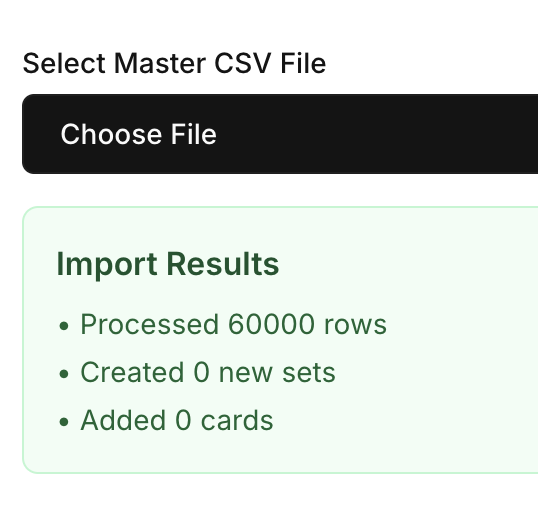 Select Master CSV File
Choose File
Import Results
• Processed 60000 rows
• Created 0 new sets
• Added 0 cards